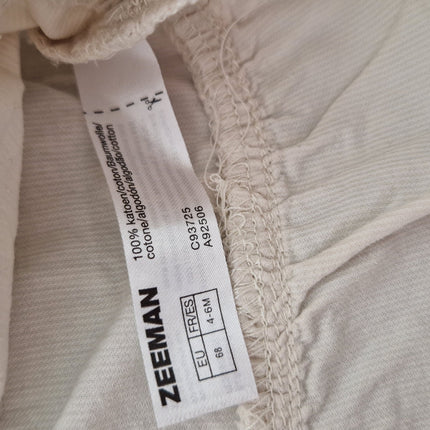 100% katoen/coton/Baumwolle/
cotone/algodón/algodão/cotton
C93725
A92506
ZEEMAN
EU FR/ES
68 4-6M